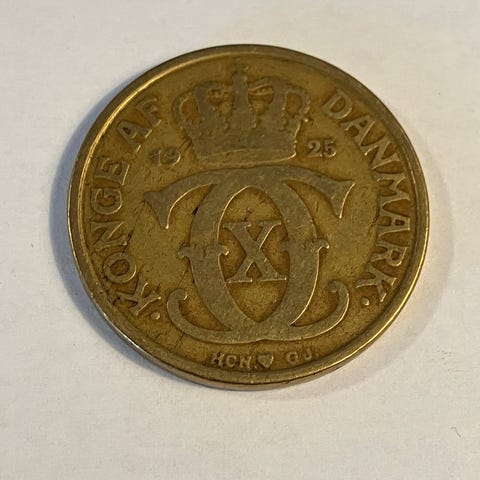 · KONGE AF DANMARK ·
19 25
C X C
HCN ♥ GJ